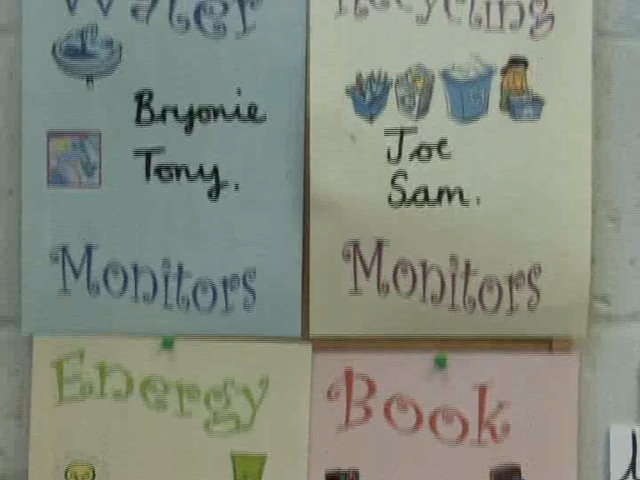 Water
Bryonie
Tony.
Monitors
Recycling
Joe
Sam.
Monitors
Energy
Book